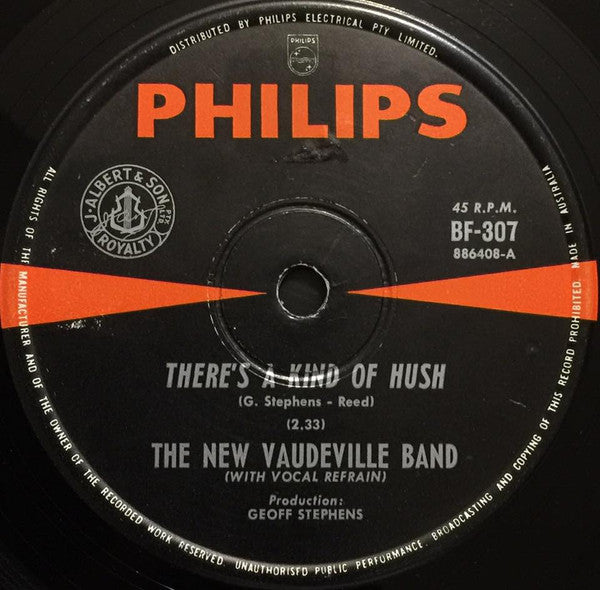 DISTRIBUTED BY PHILIPS ELECTRICAL PTY LIMITED.
PHILIPS
PHILIPS
J. ALBERT & SON PTY LTD
ROYALTY
45 R.P.M.
BF-307
886408-A
THERE'S A KIND OF HUSH
(G. Stephens - Reed)
(2,33)
THE NEW VAUDEVILLE BAND
(WITH VOCAL REFRAIN)
Production:
GEOFF STEPHENS
ALL RIGHTS OF THE MANUFACTURER AND OF THE OWNER OF THE RECORDED WORK RESERVED. UNAUTHORISED PUBLIC PERFORMANCE, BROADCASTING AND COPYING OF THIS RECORD PROHIBITED. MADE IN AUSTRALIA